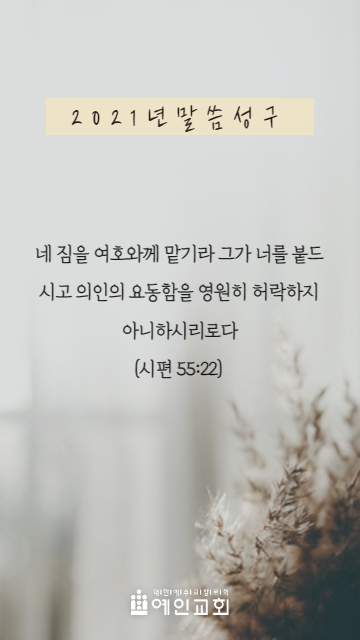 2021년말씀성구
네 짐을 여호와께 맡기라 그가 너를 붙드
시고 의인의 요동함을 영원히 허락하지
아니하시리로다
(시편 55:22)
예인교회